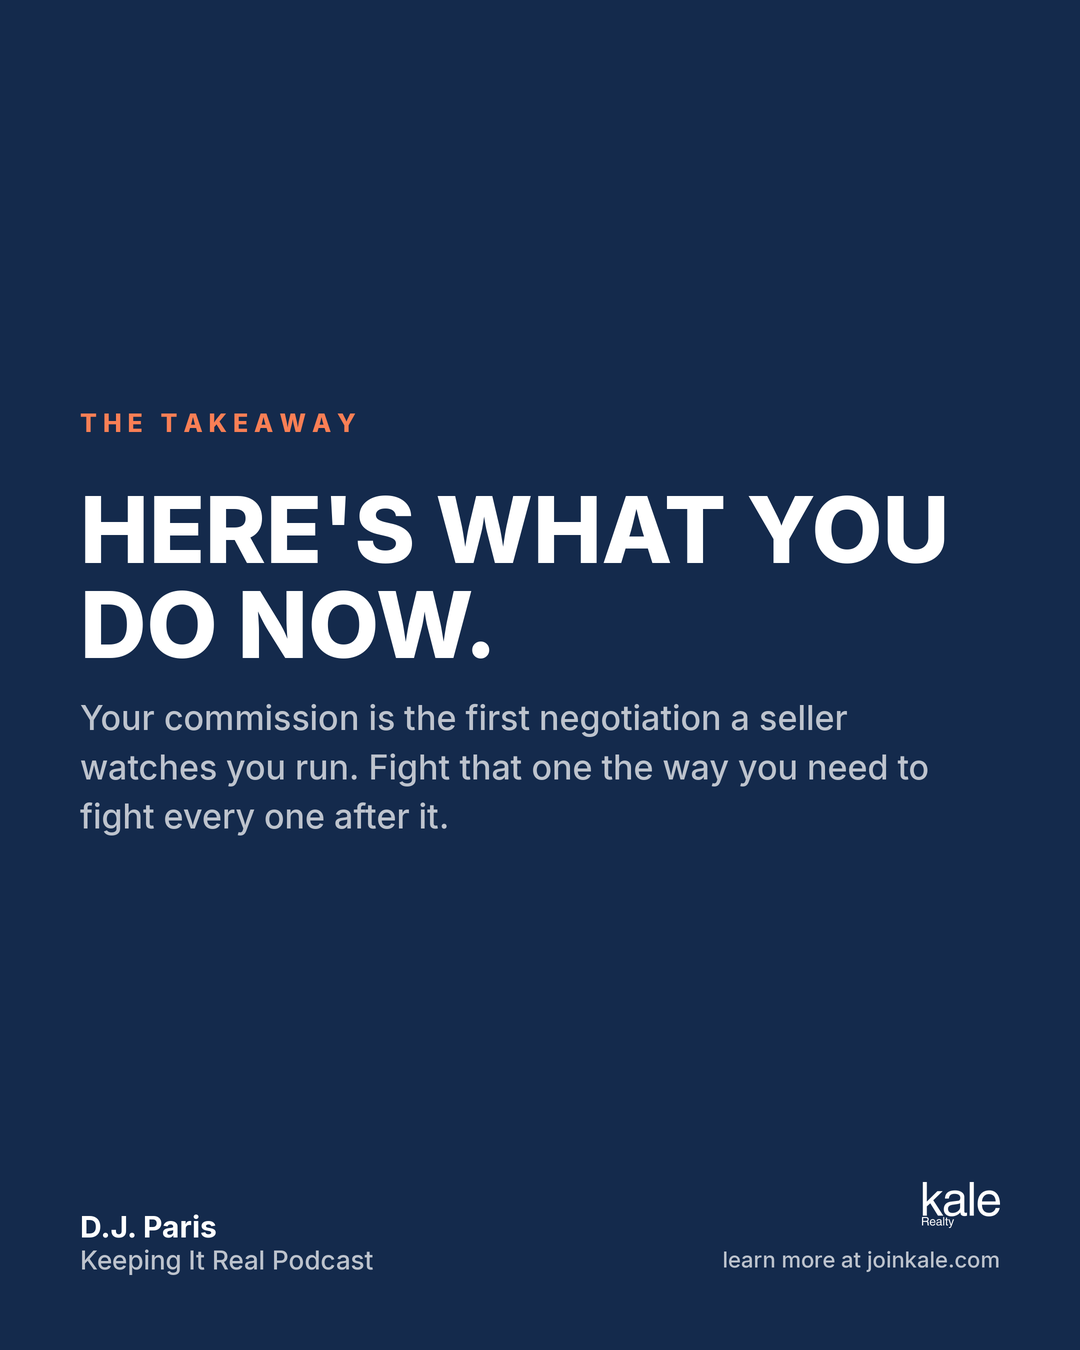 THE TAKEAWAY
HERE'S WHAT YOU
DO NOW.
Your commission is the first negotiation a seller
watches you run. Fight that one the way you need to
fight every one after it.
D.J. Paris
Keeping It Real Podcast
kale
Realty
learn more at joinkale.com